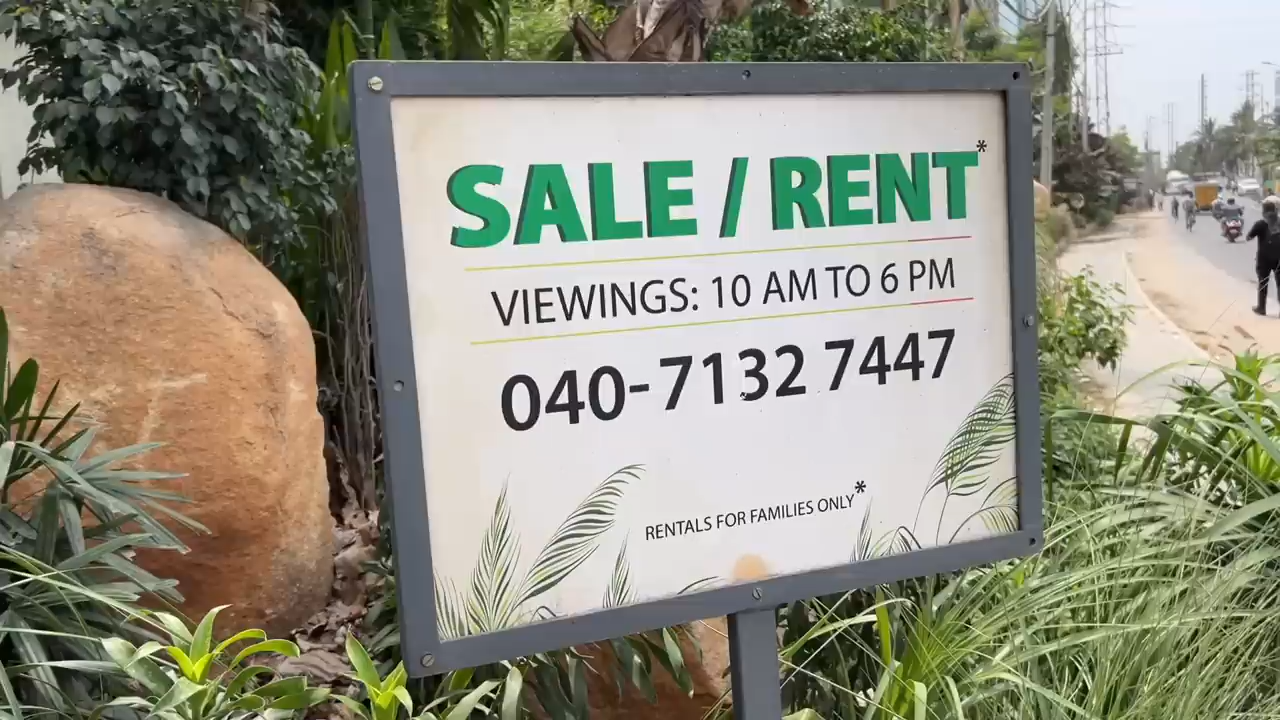 SALE / RENT*
VIEWINGS: 10 AM TO 6 PM
040-7132 7447
RENTALS FOR FAMILIES ONLY*